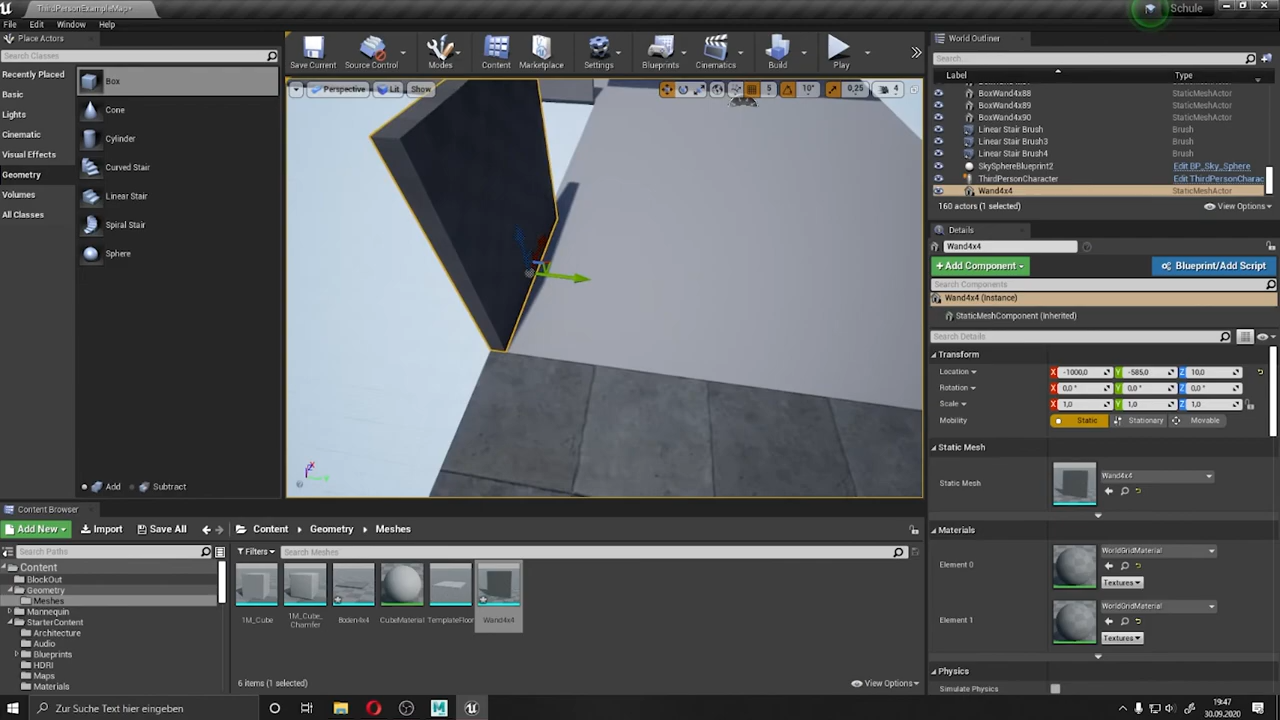 ThirdPersonExampleMap*
Schule
File Edit Window Help
Place Actors
Search Classes
Recently Placed
Basic
Lights
Cinematic
Visual Effects
Geometry
Volumes
All Classes
Box
Cone
Cylinder
Curved Stair
Linear Stair
Spiral Stair
Sphere
Add Subtract
Save Current Source Control Modes Content Marketplace Settings Blueprints Cinematics Build Play
Perspective Lit Show 5 10° 0,25 4
World Outliner
Search...
Label Type
BoxWand4x88 StaticMeshActor
BoxWand4x89 StaticMeshActor
BoxWand4x90 StaticMeshActor
Linear Stair Brush Brush
Linear Stair Brush3 Brush
Linear Stair Brush4 Brush
SkySphereBlueprint2 Edit BP_Sky_Sphere
ThirdPersonCharacter Edit ThirdPersonCharac
Wand4x4 StaticMeshActor
160 actors (1 selected) View Options
Details
Wand4x4
+ Add Component Blueprint/Add Script
Search Components
Wand4x4 (Instance)
StaticMeshComponent (Inherited)
Search Details
Transform
Location X -1000,0 Y -585,0 Z 10,0
Rotation X 0,0 ° Y 0,0 ° Z 0,0 °
Scale X 1,0 Y 1,0 Z 1,0
Mobility Static Stationary Movable
Static Mesh
Static Mesh Wand4x4
Materials
Element 0 WorldGridMaterial
Textures
Element 1 WorldGridMaterial
Textures
Physics
Simulate Physics
Content Browser
Add New Import Save All Content Geometry Meshes
Search Paths Filters Search Meshes
Content
BlockOut
Geometry
Meshes
Mannequin
StarterContent
Architecture
Audio
Blueprints
HDRI
Maps
Materials
1M_Cube 1M_Cube_Chamfer Boden4x4 CubeMaterial TemplateFloor Wand4x4
6 items (1 selected) View Options
Zur Suche hier eingeben
19:47
30.09.2020